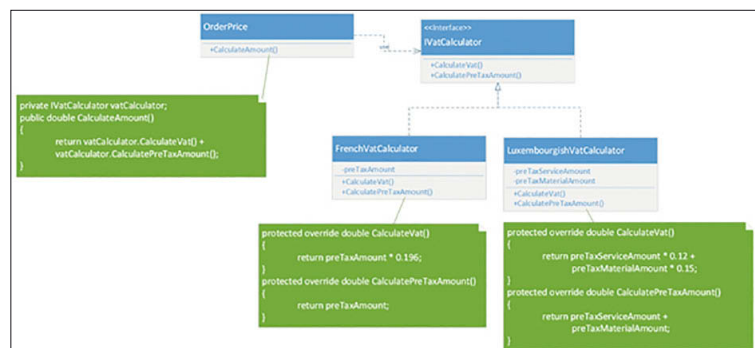 OrderPrice
+CalculateAmount()
use
<<Interface>>
IVatCalculator
+CalculateVat()
+CalculatePreTaxAmount()
private IVatCalculator vatCalculator;
public double CalculateAmount()
{
return vatCalculator.CalculateVat() +
vatCalculator.CalculatePreTaxAmount();
}
FrenchVatCalculator
-preTaxAmount
+CalculateVat()
+CalculatePreTaxAmount()
LuxembourgishVatCalculator
-preTaxServiceAmount
-preTaxMaterialAmount
+CalculateVat()
+CalculatePreTaxAmount()
protected override double CalculateVat()
{
return preTaxAmount * 0.196;
}
protected override double CalculatePreTaxAmount()
{
return preTaxAmount;
}
protected override double CalculateVat()
{
return preTaxServiceAmount * 0.12 +
preTaxMaterialAmount * 0.15;
}
protected override double CalculatePreTaxAmount()
{
return preTaxServiceAmount +
preTaxMaterialAmount;
}